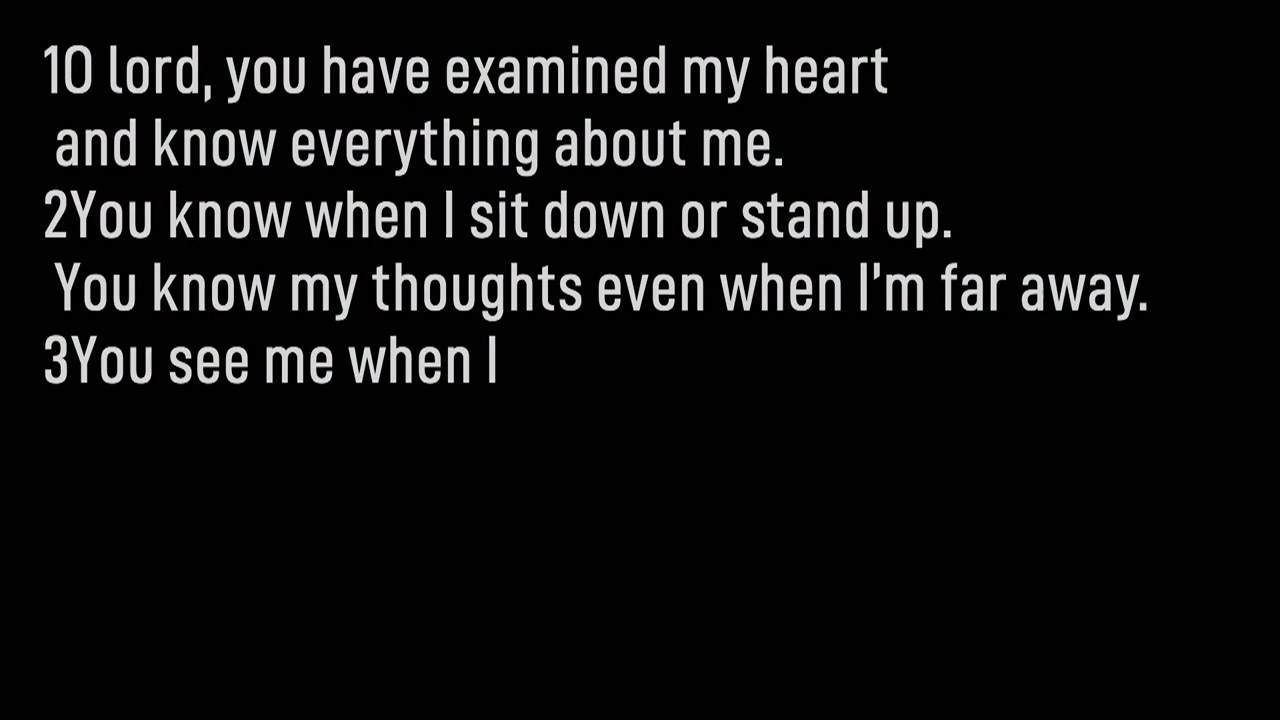 1O lord, you have examined my heart
and know everything about me.
2You know when I sit down or stand up.
You know my thoughts even when I’m far away.
3You see me when I